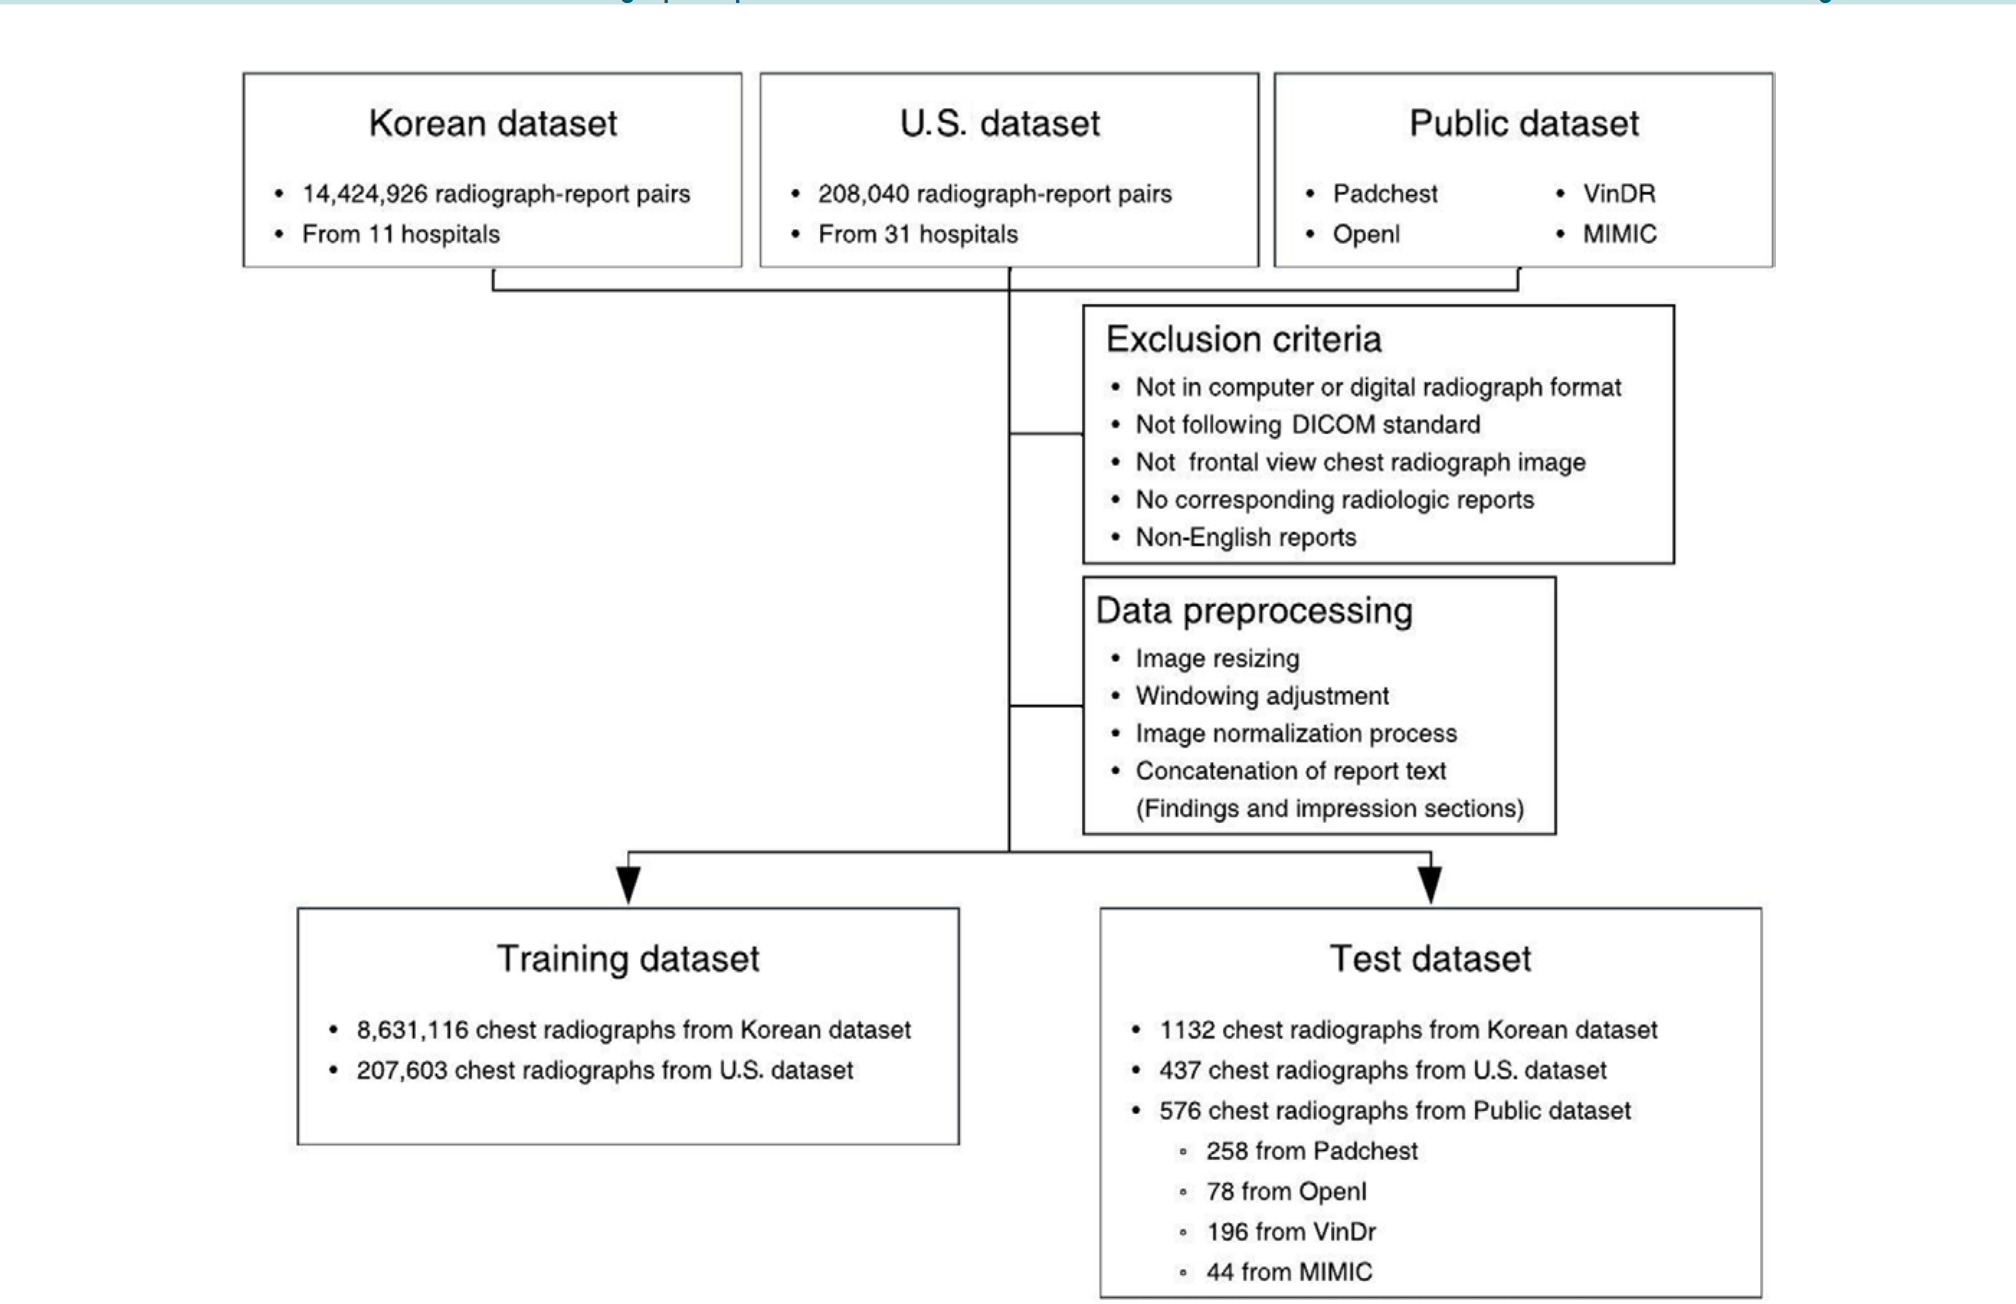 Korean dataset
• 14,424,926 radiograph-report pairs
• From 11 hospitals
U.S. dataset
• 208,040 radiograph-report pairs
• From 31 hospitals
Public dataset
• Padchest
• OpenI
• VinDR
• MIMIC
Exclusion criteria
• Not in computer or digital radiograph format
• Not following DICOM standard
• Not frontal view chest radiograph image
• No corresponding radiologic reports
• Non-English reports
Data preprocessing
• Image resizing
• Windowing adjustment
• Image normalization process
• Concatenation of report text
(Findings and impression sections)
Training dataset
• 8,631,116 chest radiographs from Korean dataset
• 207,603 chest radiographs from U.S. dataset
Test dataset
• 1132 chest radiographs from Korean dataset
• 437 chest radiographs from U.S. dataset
• 576 chest radiographs from Public dataset
◦ 258 from Padchest
◦ 78 from OpenI
◦ 196 from VinDr
◦ 44 from MIMIC